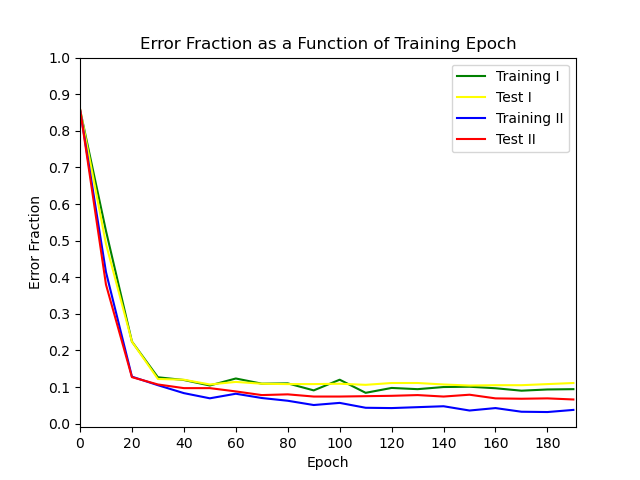 Error Fraction as a Function of Training Epoch
1.0
0.9
0.8
0.7
0.6
0.5
0.4
0.3
0.2
0.1
0.0
Error Fraction
Training I
Test I
Training II
Test II
0 20 40 60 80 100 120 140 160 180
Epoch